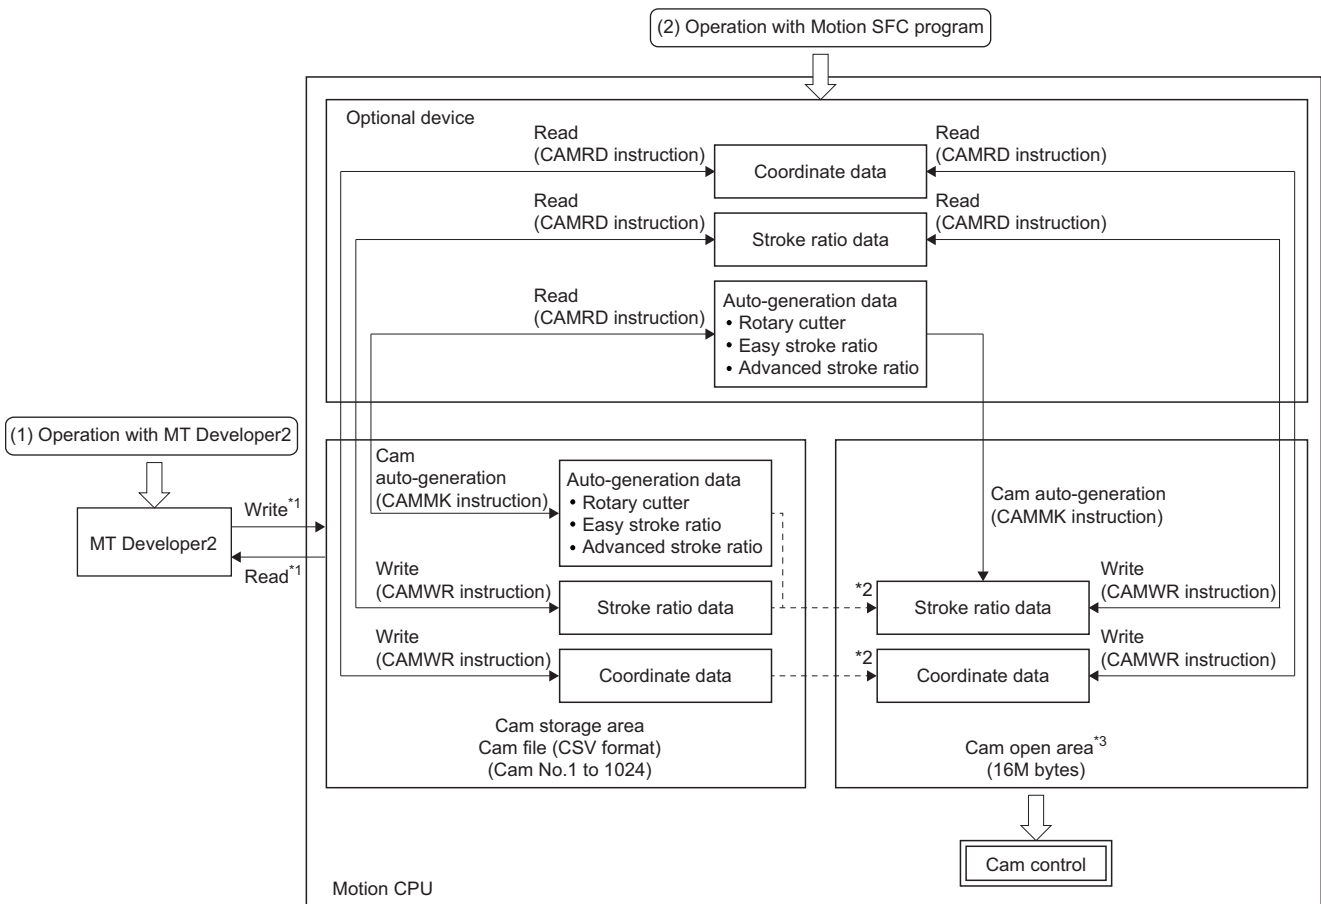 (2) Operation with Motion SFC program
Optional device
Read
(CAMRD instruction)
Coordinate data
Read
(CAMRD instruction)
Read
(CAMRD instruction)
Stroke ratio data
Read
(CAMRD instruction)
Read
(CAMRD instruction)
Auto-generation data
• Rotary cutter
• Easy stroke ratio
• Advanced stroke ratio
(1) Operation with MT Developer2
MT Developer2
Write*1
Read*1
Cam
auto-generation
(CAMMK instruction)
Auto-generation data
• Rotary cutter
• Easy stroke ratio
• Advanced stroke ratio
Cam auto-generation
(CAMMK instruction)
Write
(CAMWR instruction)
Stroke ratio data
*2
Stroke ratio data
Write
(CAMWR instruction)
Write
(CAMWR instruction)
Coordinate data
*2
Coordinate data
Write
(CAMWR instruction)
Cam storage area
Cam file (CSV format)
(Cam No.1 to 1024)
Cam open area*3
(16M bytes)
Cam control
Motion CPU